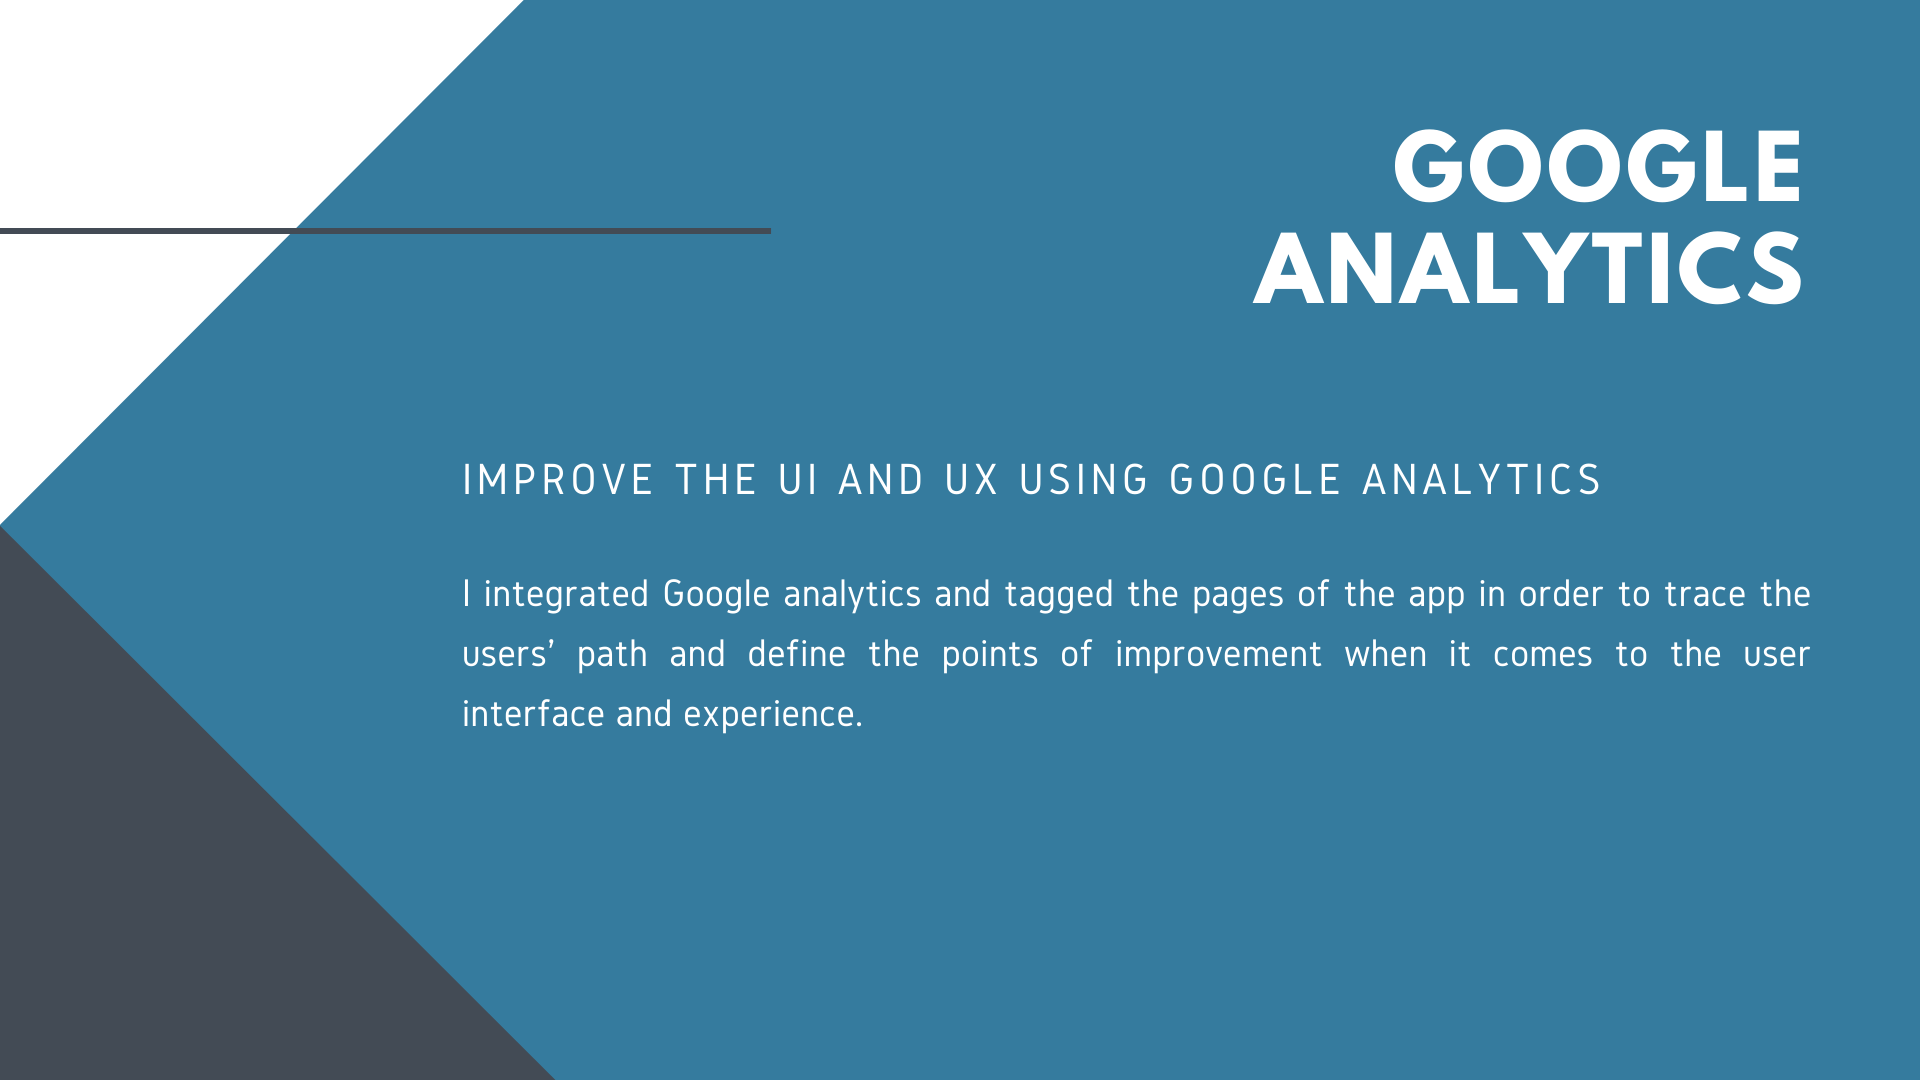 GOOGLE
ANALYTICS
IMPROVE THE UI AND UX USING GOOGLE ANALYTICS
I integrated Google analytics and tagged the pages of the app in order to trace the
users’ path and define the points of improvement when it comes to the user
interface and experience.